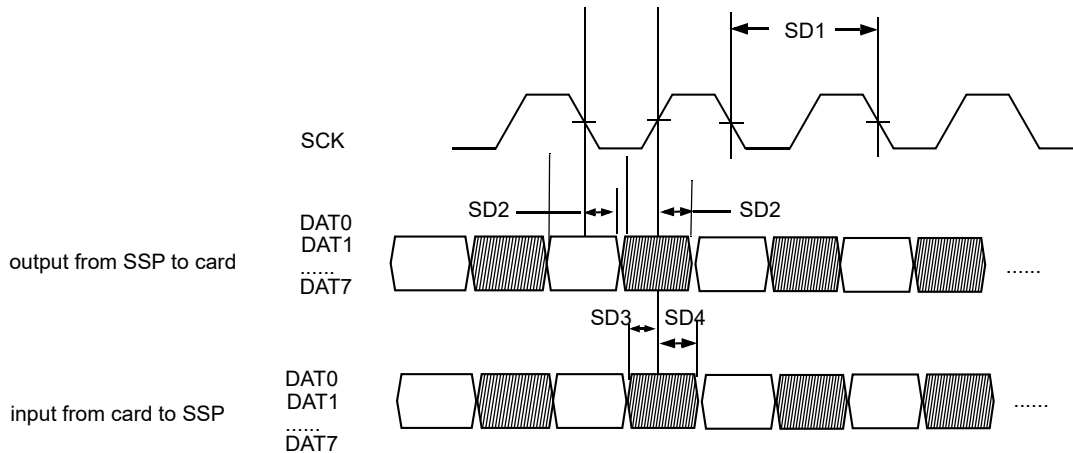 SD1
SCK
SD2
SD2
DAT0
DAT1
......
DAT7
output from SSP to card
......
SD3
SD4
DAT0
DAT1
......
DAT7
input from card to SSP
......